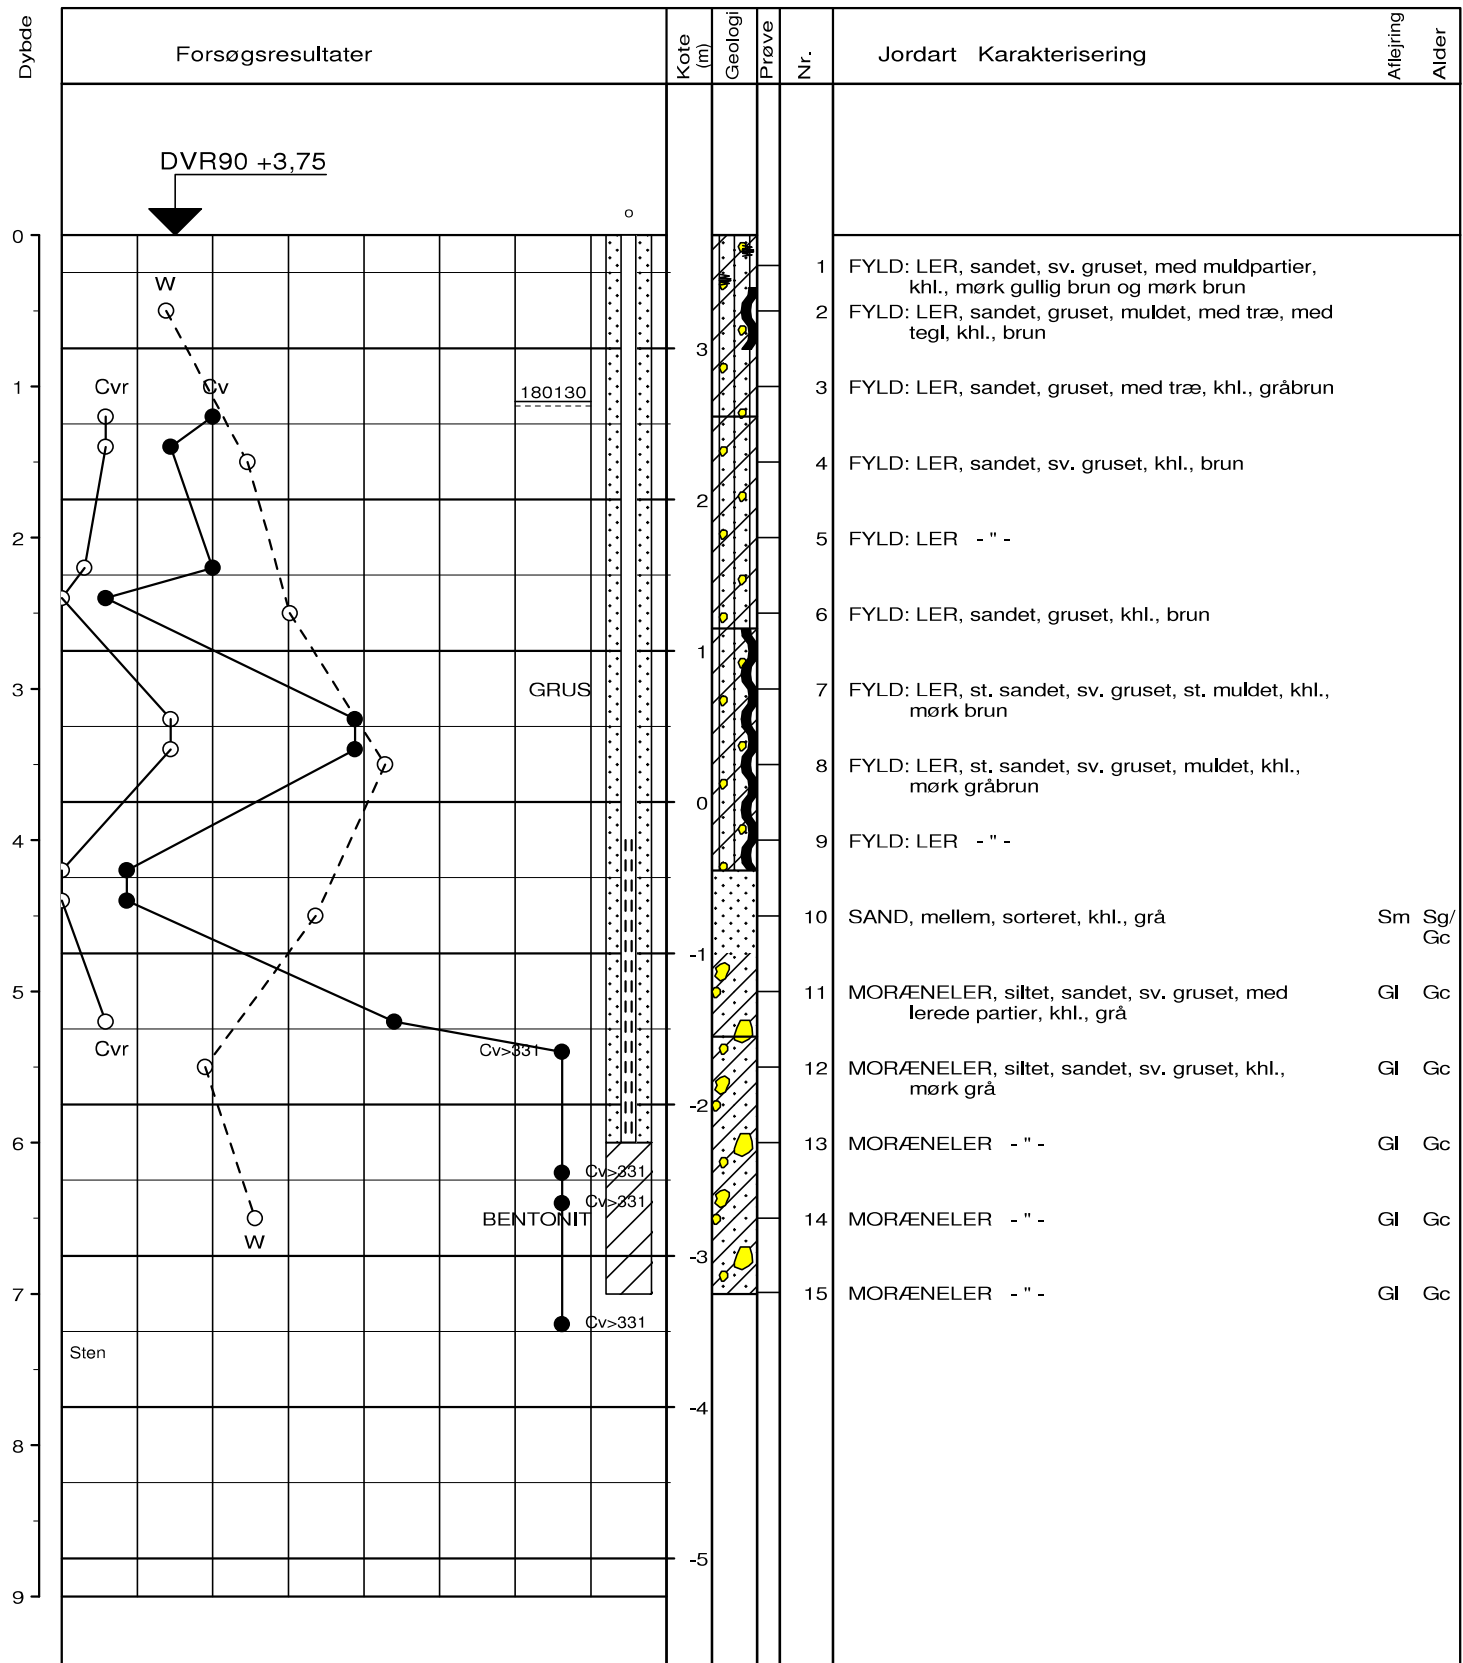 Dybde
Forsøgsresultater
Kote (m)
Geologi
Prøve
Nr.
Jordart Karakterisering
Aflejring
Alder
DVR90 +3,75
0
1 FYLD: LER, sandet, sv. gruset, med muldpartier,
khl., mørk gullig brun og mørk brun
W
2 FYLD: LER, sandet, gruset, muldet, med træ, med
tegl, khl., brun
3
1
Cvr
Cv
180130
3 FYLD: LER, sandet, gruset, med træ, khl., gråbrun
4 FYLD: LER, sandet, sv. gruset, khl., brun
2
2
5 FYLD: LER - " -
6 FYLD: LER, sandet, gruset, khl., brun
1
3
GRUS
7 FYLD: LER, st. sandet, sv. gruset, st. muldet, khl.,
mørk brun
8 FYLD: LER, st. sandet, sv. gruset, muldet, khl.,
mørk gråbrun
0
4
9 FYLD: LER - " -
10 SAND, mellem, sorteret, khl., grå Sm Sg/
Gc
-1
5
11 MORÆNELER, siltet, sandet, sv. gruset, med Gl Gc
lerede partier, khl., grå
Cvr
Cv>331
12 MORÆNELER, siltet, sandet, sv. gruset, khl., Gl Gc
mørk grå
-2
6
13 MORÆNELER - " - Gl Gc
Cv>331
Cv>331
BENTONIT
14 MORÆNELER - " - Gl Gc
W
-3
7
15 MORÆNELER - " - Gl Gc
Cv>331
Sten
-4
8
-5
9